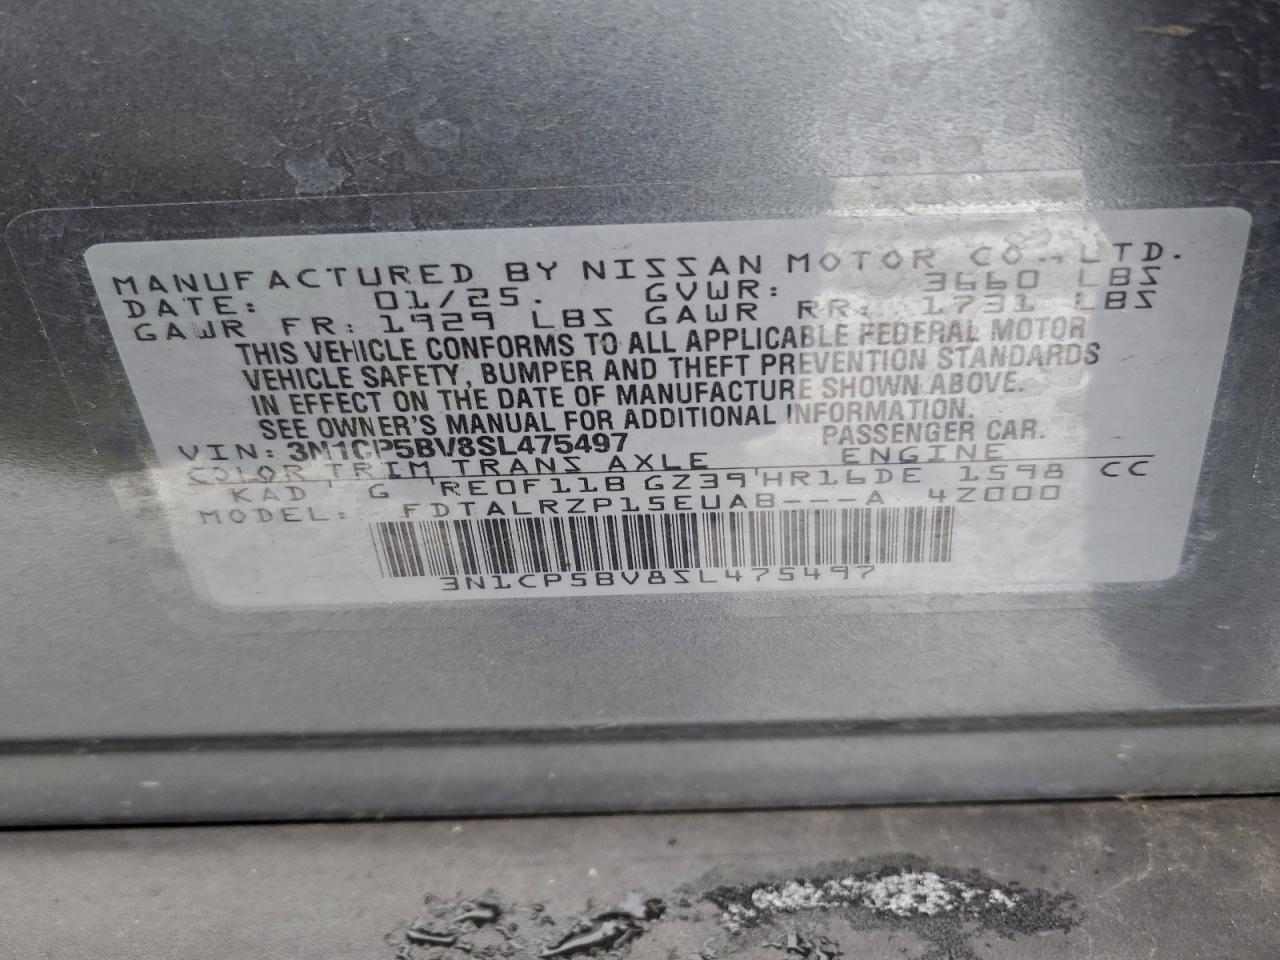 MANUFACTURED BY NISSAN MOTOR CO., LTD.
DATE: 01/25. GVWR: 3660 LBS
GAWR FR: 1929 LBS GAWR RR: 1731 LBS
THIS VEHICLE CONFORMS TO ALL APPLICABLE FEDERAL MOTOR
VEHICLE SAFETY, BUMPER AND THEFT PREVENTION STANDARDS
IN EFFECT ON THE DATE OF MANUFACTURE SHOWN ABOVE.
SEE OWNER'S MANUAL FOR ADDITIONAL INFORMATION.
VIN: 3N1CP5BV8SL475497 PASSENGER CAR.
COLOR TRIM TRANS AXLE ENGINE
KAD G RE0F11B GZ39 HR16DE 1598 CC
MODEL: FDTALRZP15EUAB---A 4Z000
3N1CP5BV8SL475497